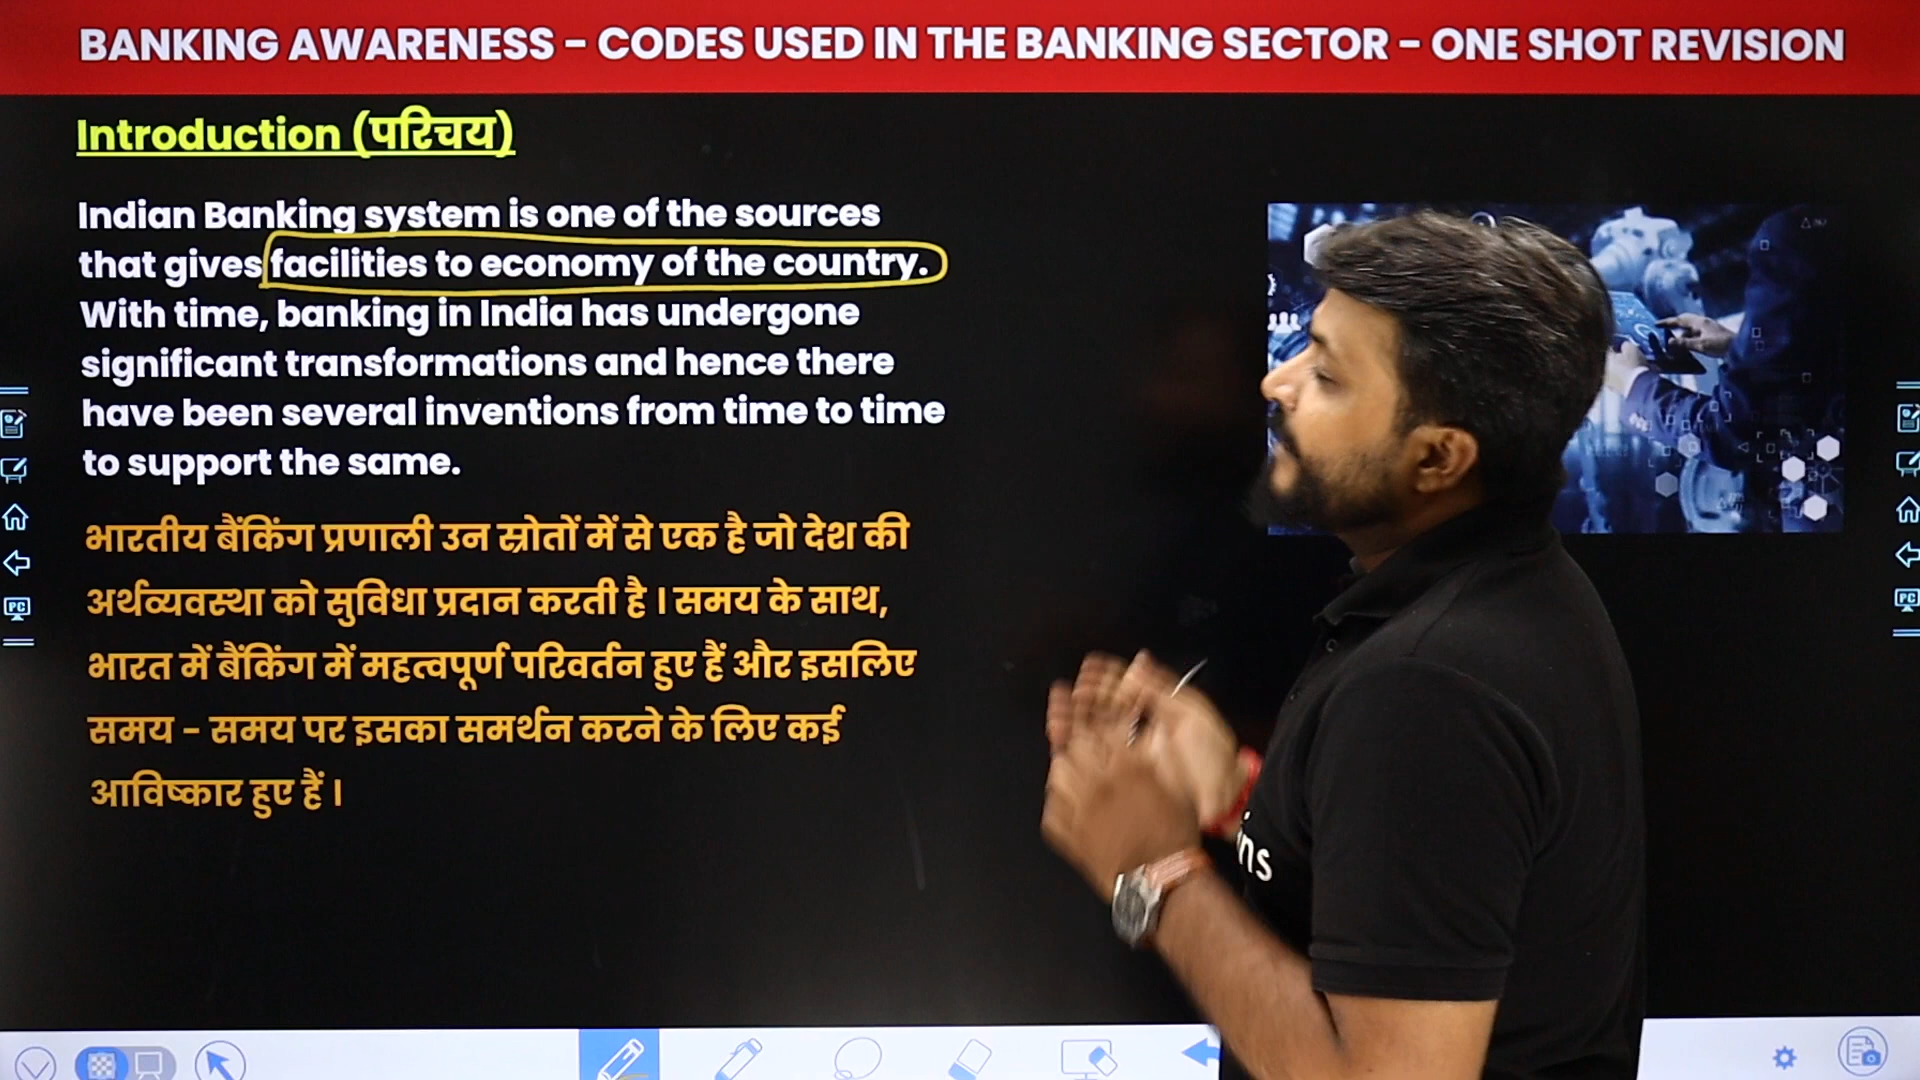 BANKING AWARENESS - CODES USED IN THE BANKING SECTOR - ONE SHOT REVISION
Introduction (परिचय)
Indian Banking system is one of the sources
that gives facilities to economy of the country.
With time, banking in India has undergone
significant transformations and hence there
have been several inventions from time to time
to support the same.
भारतीय बैंकिंग प्रणाली उन स्रोतों में से एक है जो देश की
अर्थव्यवस्था को सुविधा प्रदान करती है । समय के साथ,
भारत में बैंकिंग में महत्वपूर्ण परिवर्तन हुए हैं और इसलिए
समय - समय पर इसका समर्थन करने के लिए कई
आविष्कार हुए हैं ।
PC
PC